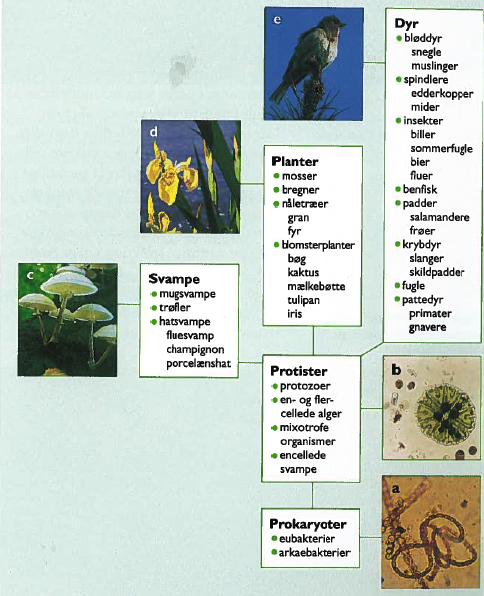 e
Dyr
• bløddyr
snegle
muslinger
• spindlere
edderkopper
mider
• insekter
biller
sommerfugle
bier
fluer
• benfisk
• padder
salamandere
frøer
• krybdyr
slanger
skildpadder
• fugle
• pattedyr
primater
gnavere
d
Planter
• mosser
• bregner
• nåletræer
gran
fyr
• blomsterplanter
bøg
kaktus
mælkebøtte
tulipan
iris
c
Svampe
• mugsvampe
• trøfler
• hatsvampe
fluesvamp
champignon
porcelænshat
Protister
• protozoer
• en- og fler-
cellede alger
• mixotrofe
organismer
• encellede
svampe
b
Prokaryoter
• eubakterier
• arkaebakterier
a